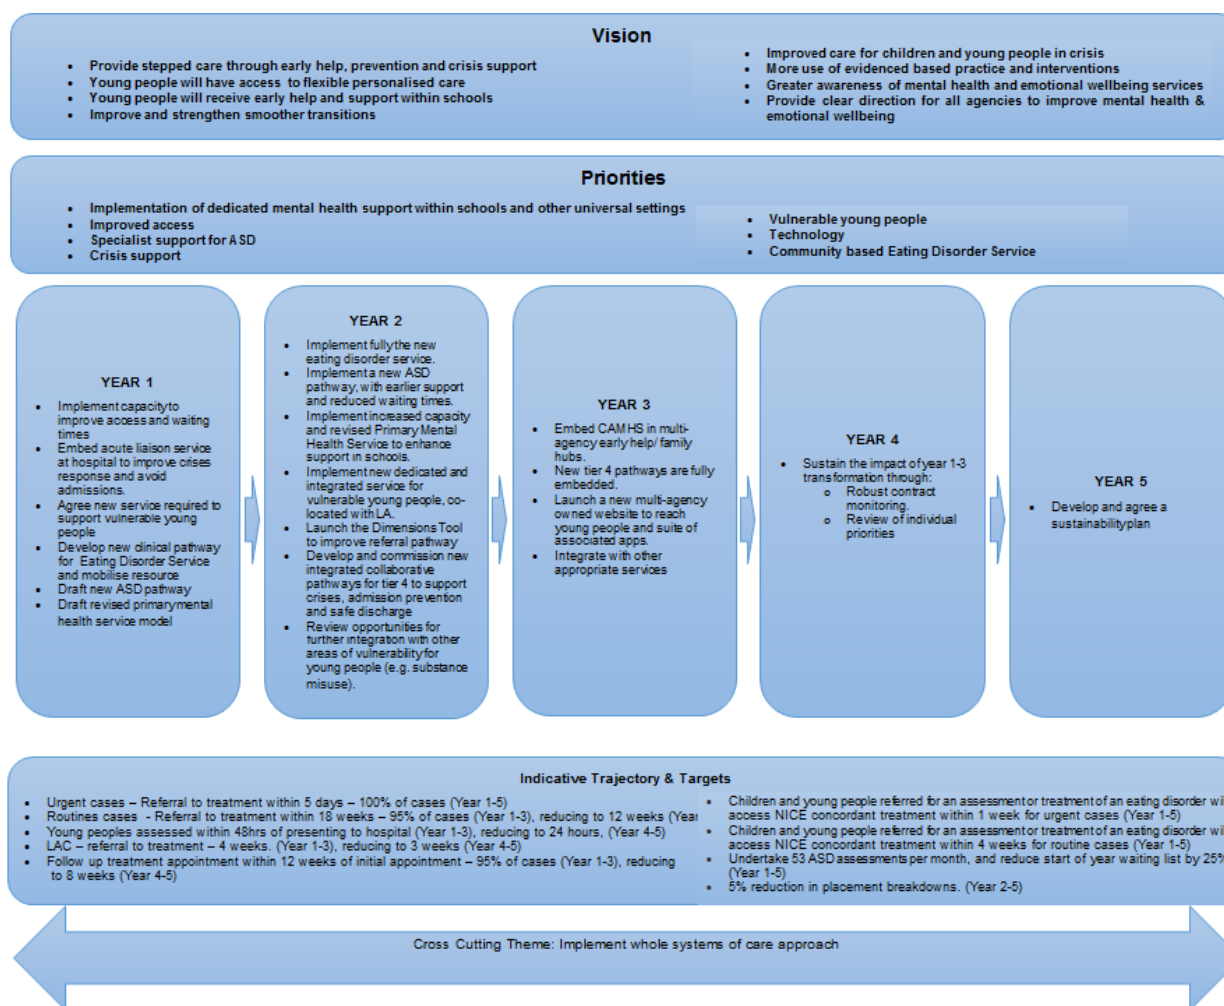 Vision
Provide stepped care through early help, prevention and crisis support
Young people will have access to flexible personalised care
Young people will receive early help and support within schools
Improve and strengthen smoother transitions
Improved care for children and young people in crisis
More use of evidenced based practice and interventions
Greater awareness of mental health and emotional wellbeing services
Provide clear direction for all agencies to improve mental health &
emotional wellbeing
Priorities
Implementation of dedicated mental health support within schools and other universal settings
Improved access
Specialist support for ASD
Crisis support
Vulnerable young people
Technology
Community based Eating Disorder Service
YEAR 1
Implement capacity to
improve access and waiting
times
Embed acute liaison service
at hospital to improve crises
response and avoid
admissions.
Agree new service required to
support vulnerable young
people
Develop new clinical pathway
for Eating Disorder Service
and mobilise resource
Draft new ASD pathway
Draft revised primary mental
health service model
YEAR 2
Implement fully the new
eating disorder service.
Implement a new ASD
pathway, with earlier support
and reduced waiting times.
Implement increased capacity
and revised Primary Mental
Health Service to enhance
support in schools.
Implement new dedicated and
integrated service for
vulnerable young people, co-
located with LA.
Launch the Dimensions Tool
to improve referral pathway
Develop and commission new
integrated collaborative
pathways for tier 4 to support
crises, admission prevention
and safe discharge
Review opportunities for
further integration with other
areas of vulnerability for
young people (e.g. substance
misuse).
YEAR 3
Embed CAMHS in multi-
agency early help/ family
hubs.
New tier 4 pathways are fully
embedded.
Launch a new multi-agency
owned website to reach
young people and suite of
associated apps.
Integrate with other
appropriate services
YEAR 4
Sustain the impact of year 1-3
transformation through:
Robust contract
monitoring.
Review of individual
priorities
YEAR 5
Develop and agree a
sustainability plan
Indicative Trajectory & Targets
Urgent cases – Referral to treatment within 5 days – 100% of cases (Year 1-5)
Routines cases - Referral to treatment within 18 weeks – 95% of cases (Year 1-3), reducing to 12 weeks (Year
Young peoples assessed within 48hrs of presenting to hospital (Year 1-3), reducing to 24 hours, (Year 4-5)
LAC – referral to treatment – 4 weeks. (Year 1-3), reducing to 3 weeks (Year 4-5)
Follow up treatment appointment within 12 weeks of initial appointment – 95% of cases (Year 1-3), reducing
to 8 weeks (Year 4-5)
Children and young people referred for an assessment or treatment of an eating disorder
access NICE concordant treatment within 1 week for urgent cases (Year 1-5)
Children and young people referred for an assessment or treatment of an eating disorder
access NICE concordant treatment within 4 weeks for routine cases (Year 1-5)
Undertake 53 ASD assessments per month, and reduce start of year waiting list by 25%
(Year 1-5)
5% reduction in placement breakdowns. (Year 2-5)
Cross Cutting Theme: Implement whole systems of care approach